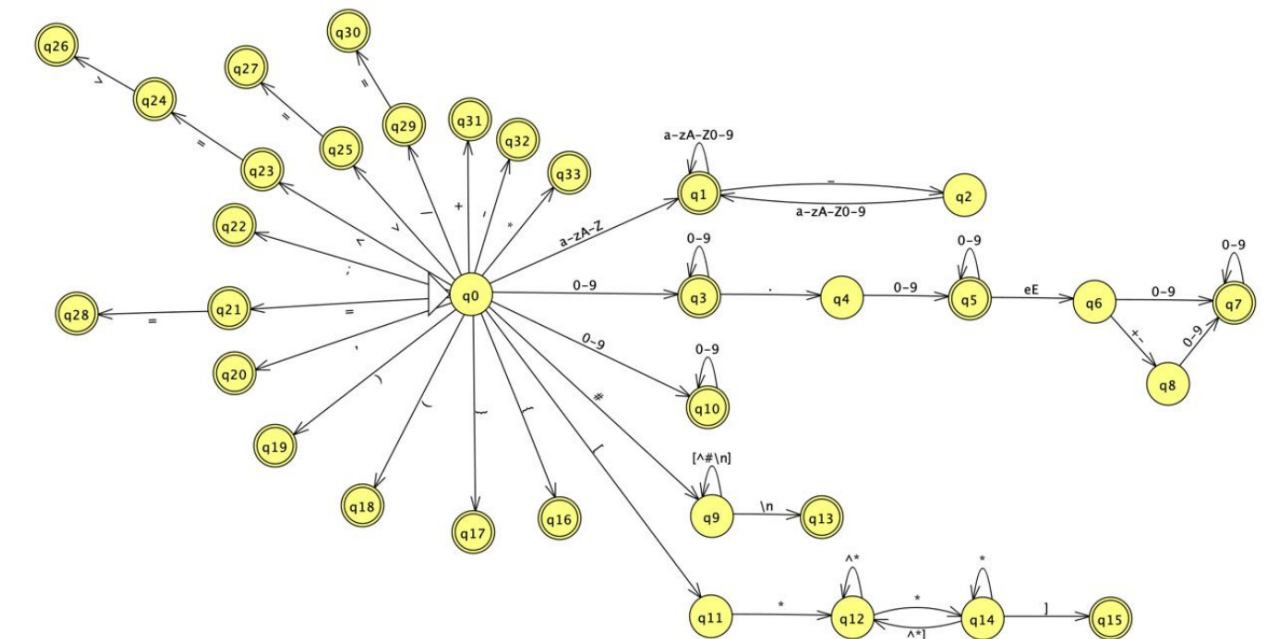 q26
q30
q27
>
q24
=
=
q31
q29
q32
=
q25
a-zA-Z0-9
q23
q33
q1
_
q2
a-zA-Z0-9
/
+
-
*
q22
<
>
a-zA-Z
0-9
0-9
0-9
;
q0
0-9
q3
.
q4
0-9
q5
eE
q6
0-9
q7
q28
=
q21
=
+-
0-9
,
0-9
0-9
q20
)
q8
(
}
{
#
q10
q19
[
[^#\n]
q18
q17
q16
q9
\n
q13
^*
*
q11
*
q12
*
q14
]
q15
^*]